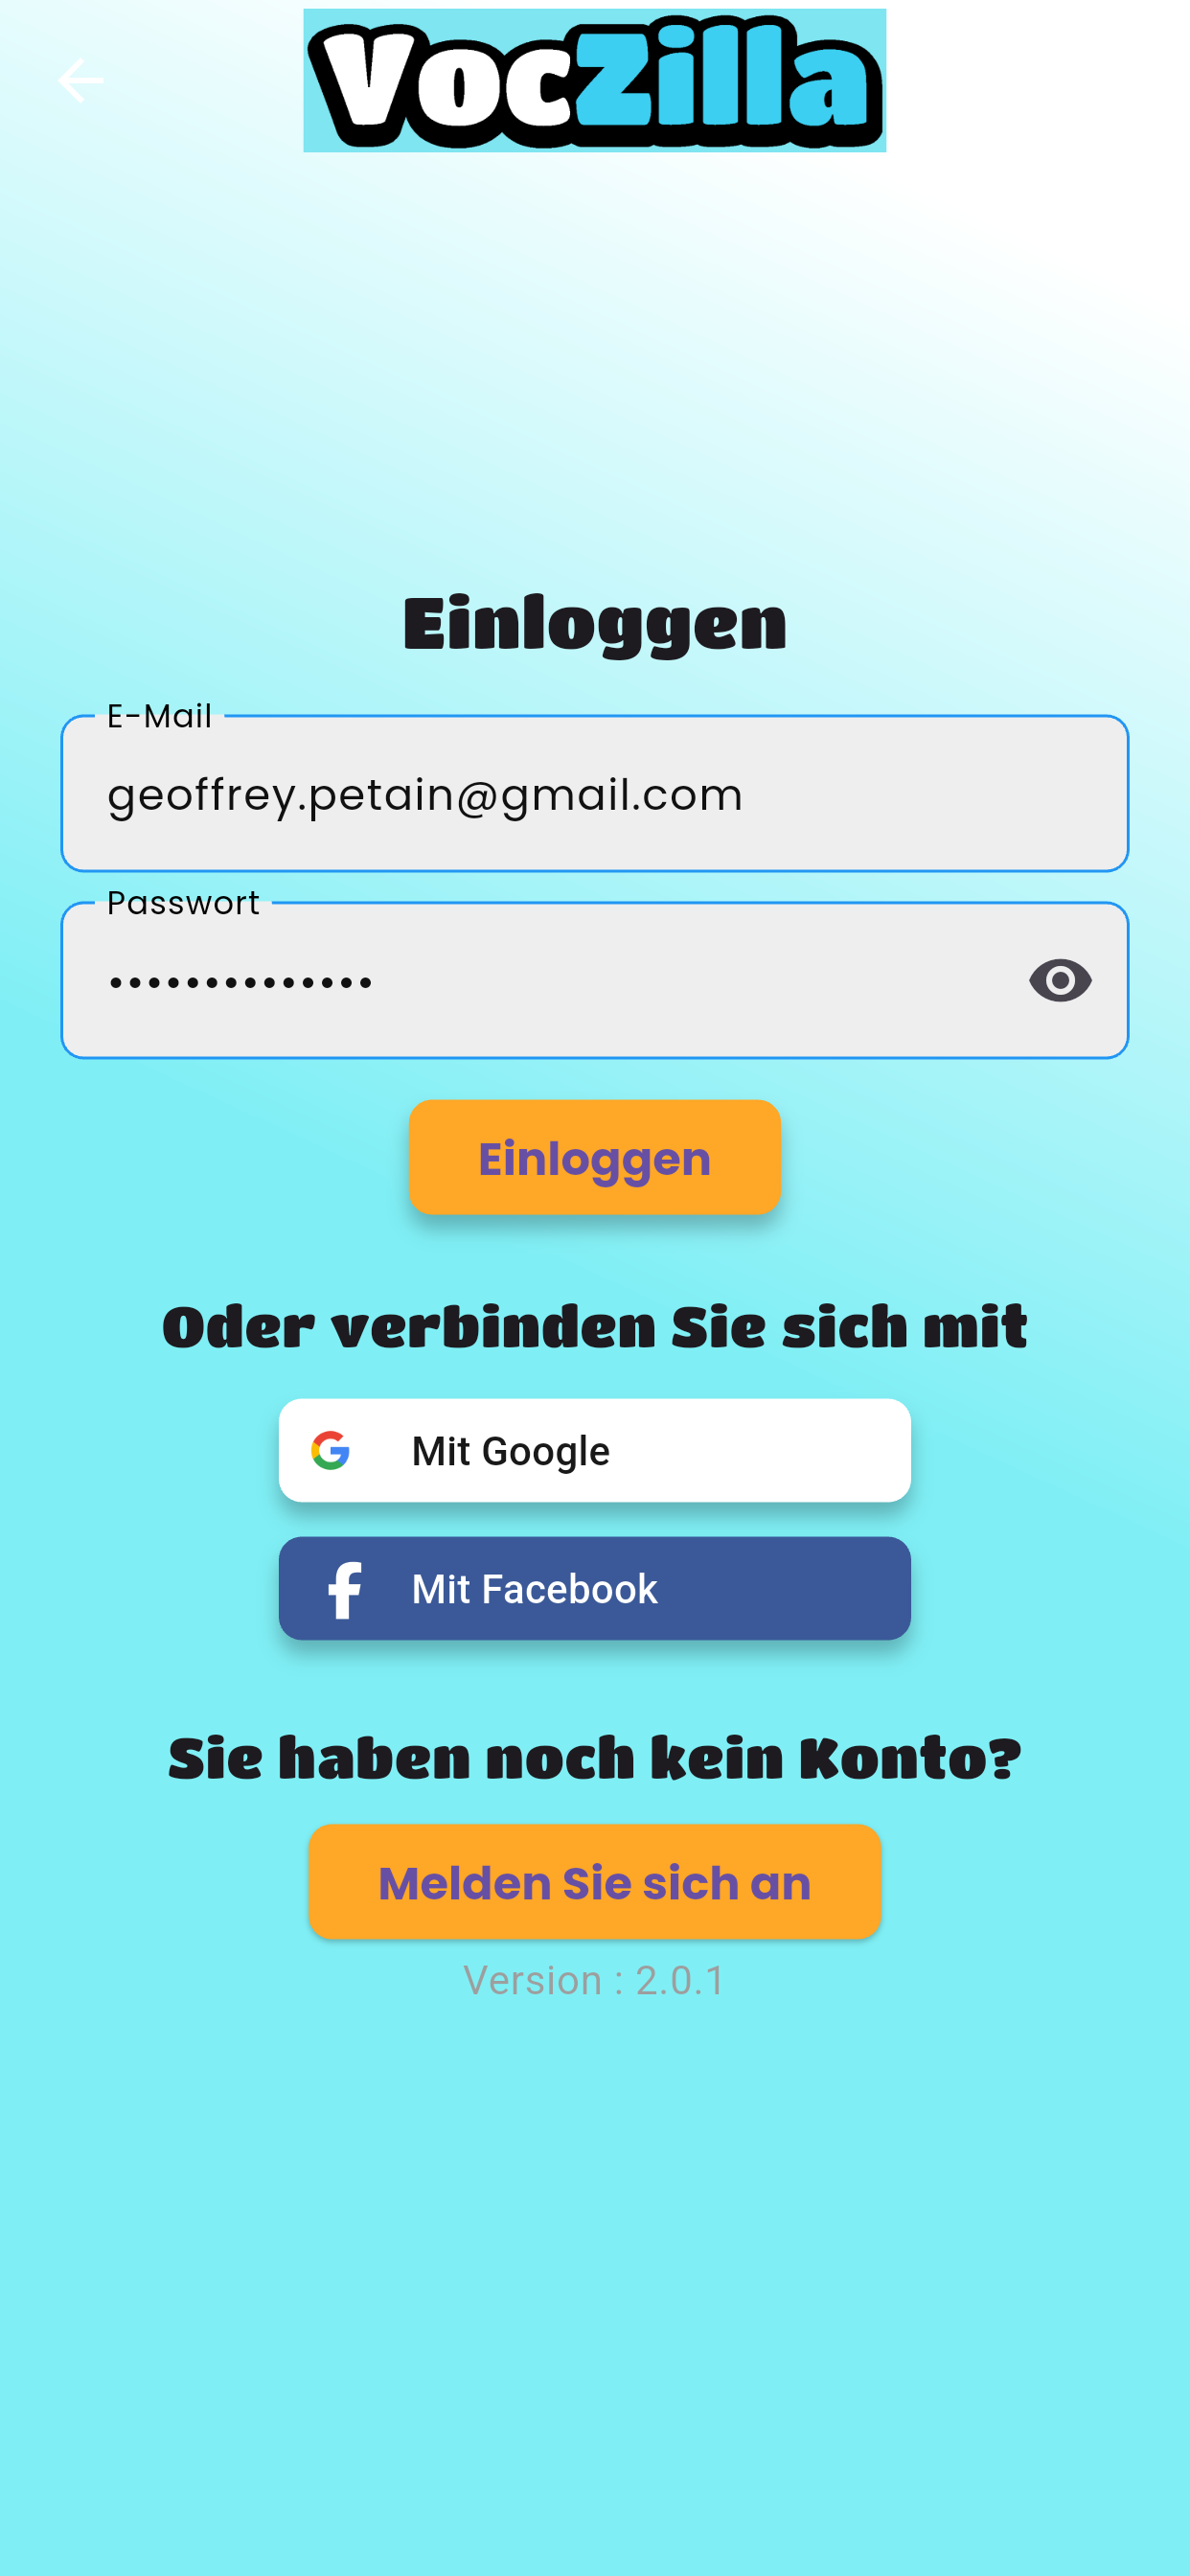 VocZilla
Einloggen
E-Mail
geoffrey.petain@gmail.com
Passwort
••••••••••••••
Einloggen
Oder verbinden Sie sich mit
Mit Google
Mit Facebook
Sie haben noch kein Konto?
Melden Sie sich an
Version : 2.0.1